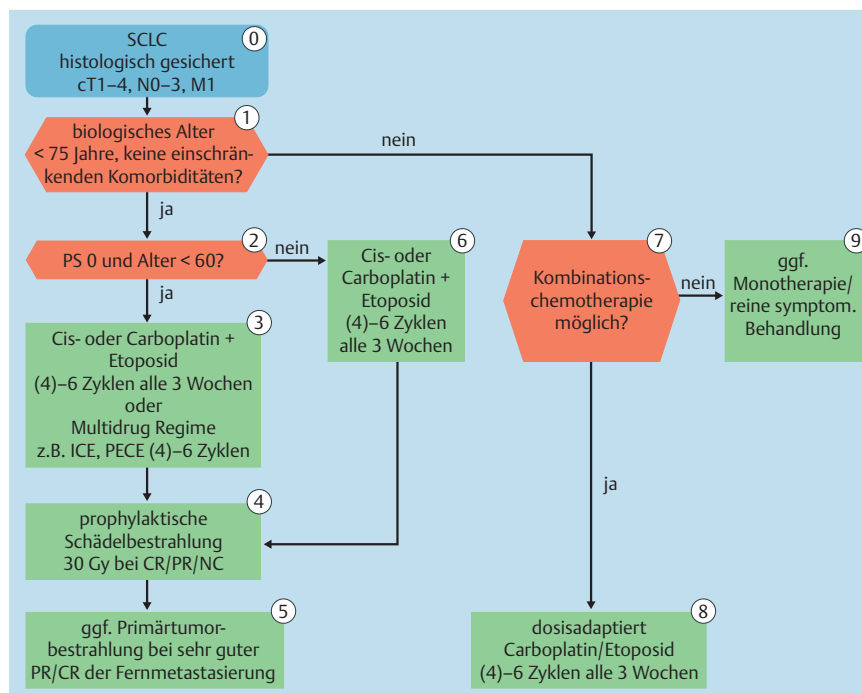 SCLC
histologisch gesichert
cT1–4, N0–3, M1
0
biologisches Alter
< 75 Jahre, keine einschrän-
kenden Komorbiditäten?
1
nein
ja
PS 0 und Alter < 60?
2
nein
ja
Cis- oder
Carboplatin +
Etoposid
(4)–6 Zyklen
alle 3 Wochen
6
Kombinations-
chemotherapie
möglich?
7
nein
ja
ggf.
Monotherapie/
reine symptom.
Behandlung
9
Cis- oder Carboplatin +
Etoposid
(4)–6 Zyklen alle 3 Wochen
oder
Multidrug Regime
z.B. ICE, PECE (4)–6 Zyklen
3
prophylaktische
Schädelbestrahlung
30 Gy bei CR/PR/NC
4
ggf. Primärtumor-
bestrahlung bei sehr guter
PR/CR der Fernmetastasierung
5
dosisadaptiert
Carboplatin/Etoposid
(4)–6 Zyklen alle 3 Wochen
8